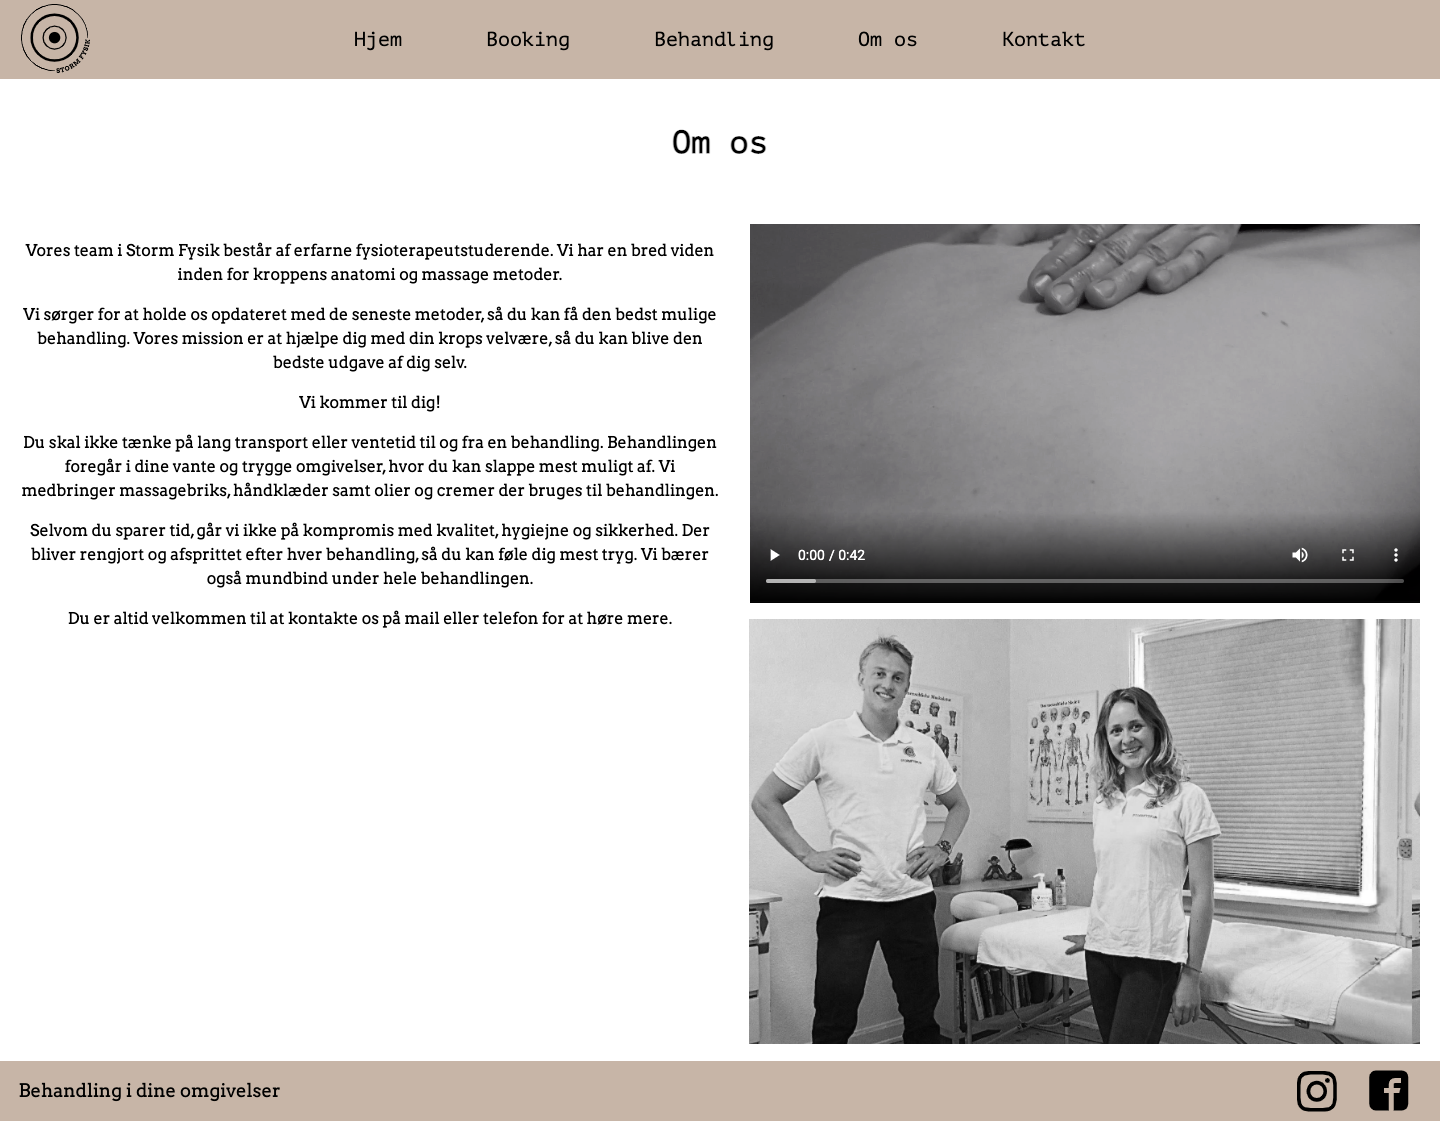 STORM FYSIK
Hjem
Booking
Behandling
Om os
Kontakt
Om os
Vores team i Storm Fysik består af erfarne fysioterapeutstuderende. Vi har en bred viden
inden for kroppens anatomi og massage metoder.
Vi sørger for at holde os opdateret med de seneste metoder, så du kan få den bedst mulige
behandling. Vores mission er at hjælpe dig med din krops velvære, så du kan blive den
bedste udgave af dig selv.
Vi kommer til dig!
Du skal ikke tænke på lang transport eller ventetid til og fra en behandling. Behandlingen
foregår i dine vante og trygge omgivelser, hvor du kan slappe mest muligt af. Vi
medbringer massagebriks, håndklæder samt olier og cremer der bruges til behandlingen.
Selvom du sparer tid, går vi ikke på kompromis med kvalitet, hygiejne og sikkerhed. Der
bliver rengjort og afsprittet efter hver behandling, så du kan føle dig mest tryg. Vi bærer
også mundbind under hele behandlingen.
Du er altid velkommen til at kontakte os på mail eller telefon for at høre mere.
0:00 / 0:42
Behandling i dine omgivelser